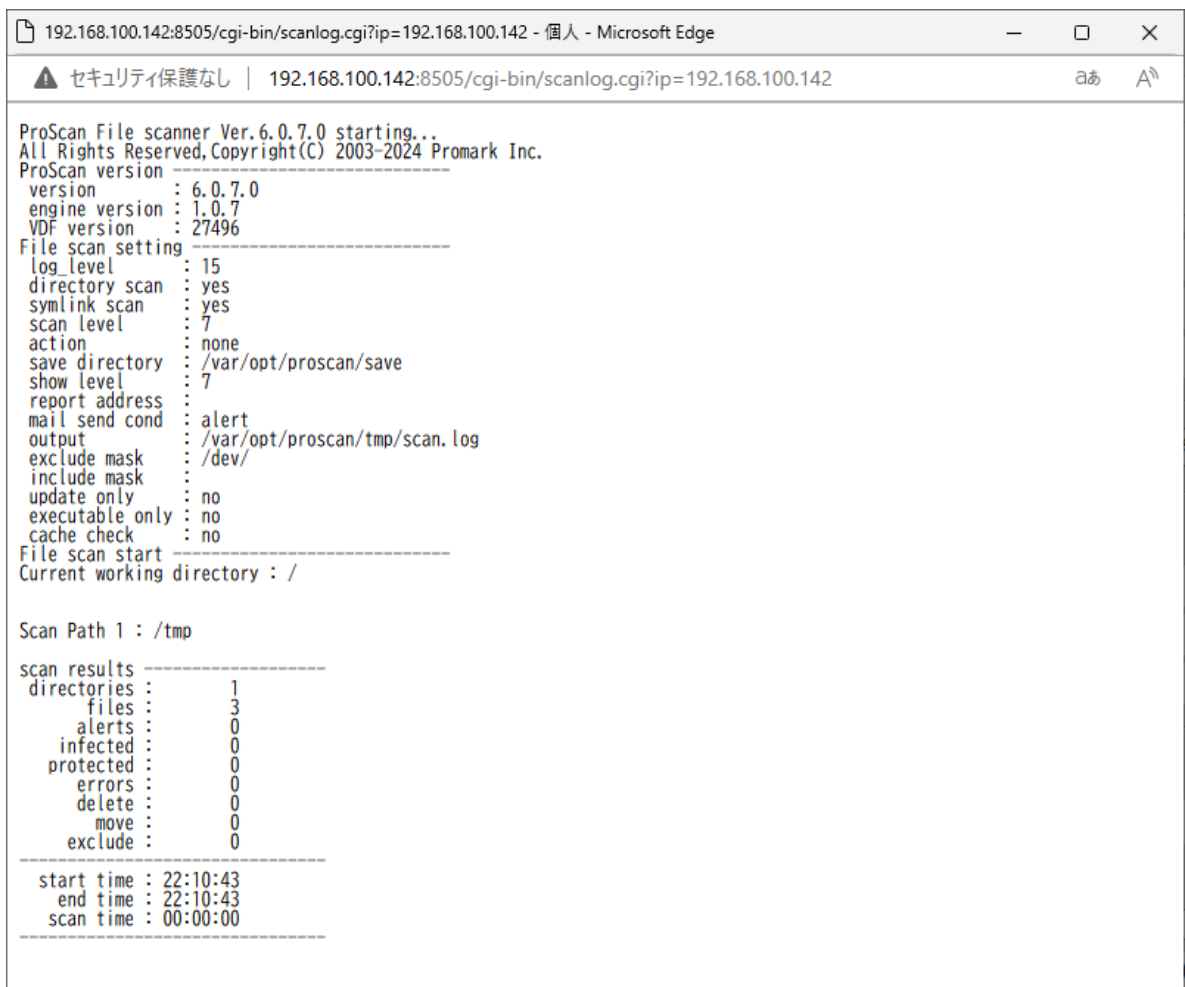 192.168.100.142:8505/cgi-bin/scanlog.cgi?ip=192.168.100.142 - 個人 - Microsoft Edge
セキュリティ保護なし | 192.168.100.142:8505/cgi-bin/scanlog.cgi?ip=192.168.100.142 aあ A
ProScan File scanner Ver.6.0.7.0 starting...
All Rights Reserved,Copyright(C) 2003-2024 Promark Inc.
ProScan version -----------------------------
version : 6.0.7.0
engine version : 1.0.7
VDF version : 27496
File scan setting ---------------------------
log_level : 15
directory scan : yes
symlink scan : yes
scan level : 7
action : none
save directory : /var/opt/proscan/save
show level : 7
report address :
mail send cond : alert
output : /var/opt/proscan/tmp/scan.log
exclude mask : /dev/
include mask :
update only : no
executable only : no
cache check : no
File scan start -----------------------------
Current working directory : /
Scan Path 1 : /tmp
scan results -------------------
directories : 1
files : 3
alerts : 0
infected : 0
protected : 0
errors : 0
delete : 0
move : 0
exclude : 0
--------------------------------
start time : 22:10:43
end time : 22:10:43
scan time : 00:00:00
--------------------------------